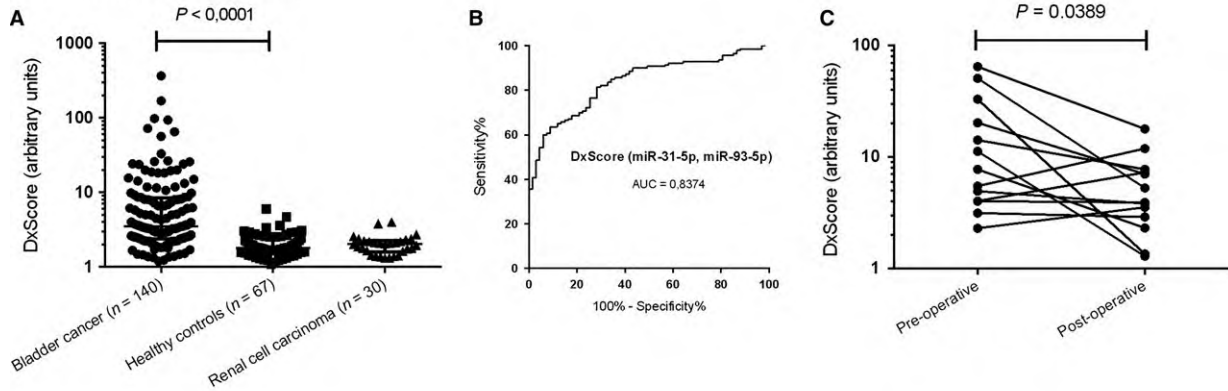 A
P < 0,0001
DxScore (arbitrary units)
1000
100
10
1
Bladder cancer (n = 140)
Healthy controls (n = 67)
Renal cell carcinoma (n = 30)
B
Sensitivity%
100
80
60
40
20
0
DxScore (miR-31-5p, miR-93-5p)
AUC = 0,8374
0 20 40 60 80 100
100% - Specificity%
C
P = 0.0389
DxScore (arbitrary units)
100
10
1
Pre-operative
Post-operative